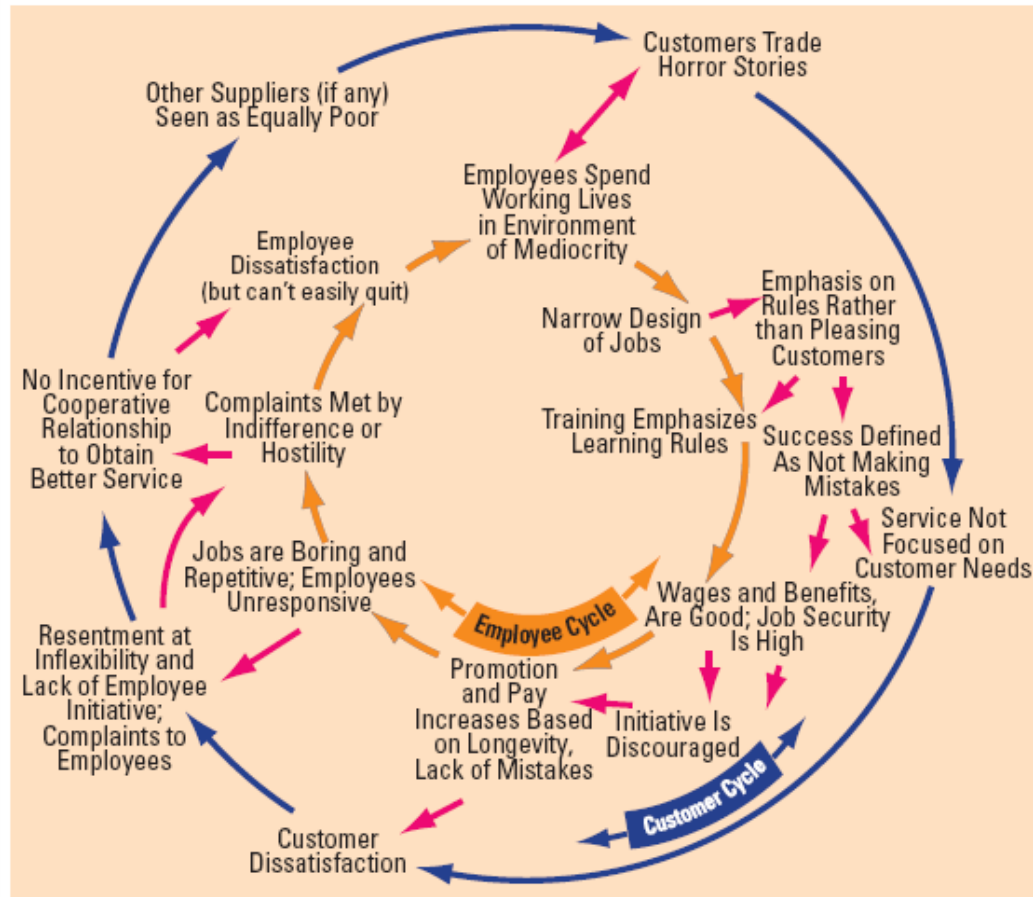 Customers Trade
Horror Stories
Other Suppliers (if any)
Seen as Equally Poor
Employees Spend
Working Lives
in Environment
of Mediocrity
Employee
Dissatisfaction
(but can't easily quit)
Emphasis on
Rules Rather
than Pleasing
Customers
Narrow Design
of Jobs
No Incentive for
Cooperative
Relationship
to Obtain
Better Service
Complaints Met by
Indifference or
Hostility
Training Emphasizes
Learning Rules
Success Defined
As Not Making
Mistakes
Service Not
Focused on
Customer Needs
Jobs are Boring and
Repetitive; Employees
Unresponsive
Employee Cycle
Wages and Benefits,
Are Good; Job Security
Is High
Resentment at
Inflexibility and
Lack of Employee
Initiative;
Complaints to
Employees
Promotion
and Pay
Increases Based
on Longevity,
Lack of Mistakes
Initiative Is
Discouraged
Customer Cycle
Customer
Dissatisfaction